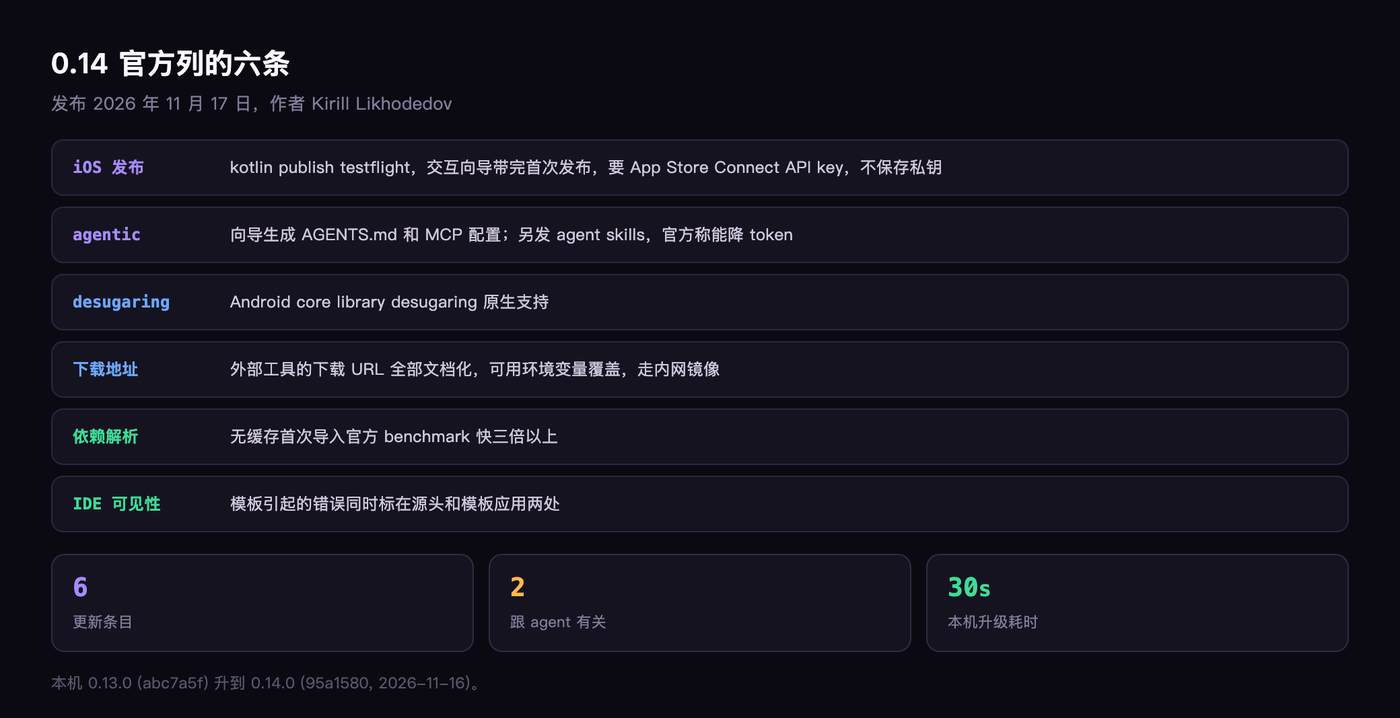 0.14 官方列的六条
发布 2026 年 11 月 17 日，作者 Kirill Likhodedov
iOS 发布 kotlin publish testflight，交互向导带完首次发布，要 App Store Connect API key，不保存私钥
agentic 向导生成 AGENTS.md 和 MCP 配置；另发 agent skills，官方称能降 token
desugaring Android core library desugaring 原生支持
下载地址 外部工具的下载 URL 全部文档化，可用环境变量覆盖，走内网镜像
依赖解析 无缓存首次导入官方 benchmark 快三倍以上
IDE 可见性 模板引起的错误同时标在源头和模板应用两处
6
更新条目
2
跟 agent 有关
30s
本机升级耗时
本机 0.13.0 (abc7a5f) 升到 0.14.0 (95a1580, 2026-11-16)。